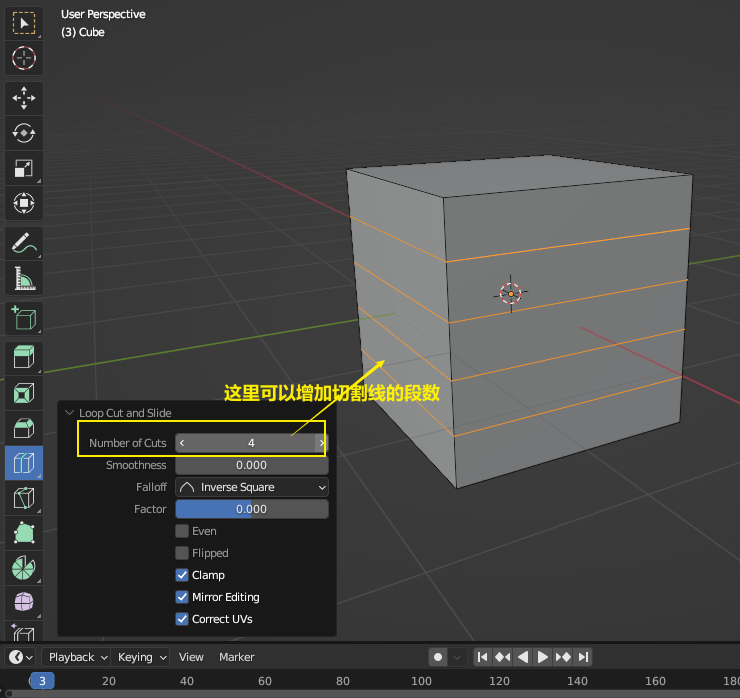 User Perspective
(3) Cube
这里可以增加切割线的段数
Loop Cut and Slide
Number of Cuts 4
Smoothness 0.000
Falloff Inverse Square
Factor 0.000
Even
Flipped
Clamp
Mirror Editing
Correct UVs
Playback Keying View Marker
3 20 40 60 80 100 120 140 160 180